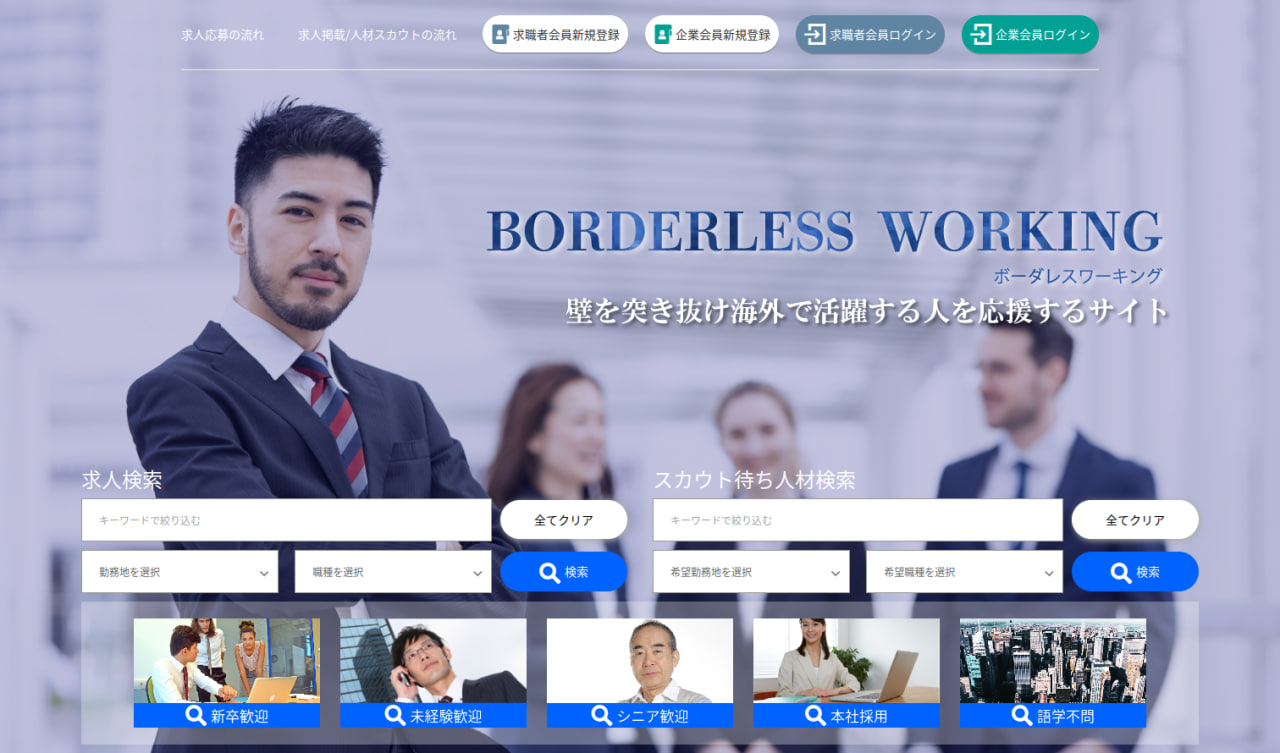 求人応募の流れ
求人掲載/人材スカウトの流れ
求職者会員新規登録
企業会員新規登録
求職者会員ログイン
企業会員ログイン
BORDERLESS WORKING
ボーダレスワーキング
壁を突き抜け海外で活躍する人を応援するサイト
求人検索
キーワードで絞り込む
全てクリア
勤務地を選択
職種を選択
検索
スカウト待ち人材検索
キーワードで絞り込む
全てクリア
希望勤務地を選択
希望職種を選択
検索
新卒歓迎
未経験歓迎
シニア歓迎
本社採用
語学不問